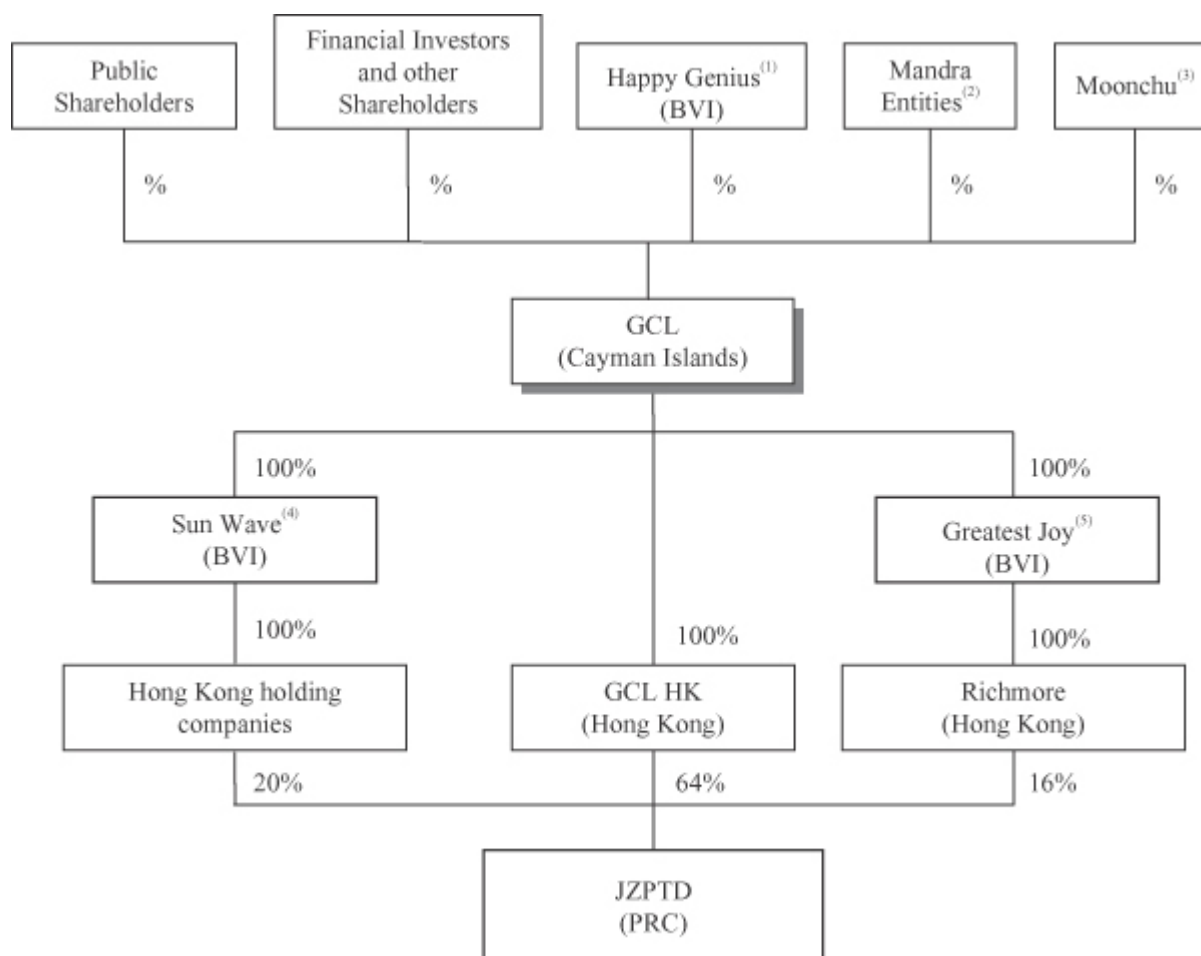 Public
Shareholders
Financial Investors
and other
Shareholders
Happy Genius(1)
(BVI)
Mandra
Entities(2)
Moonchu(3)
%
%
%
%
%
GCL
(Cayman Islands)
100%
100%
Sun Wave(4)
(BVI)
Greatest Joy(5)
(BVI)
100%
100%
100%
Hong Kong holding
companies
GCL HK
(Hong Kong)
Richmore
(Hong Kong)
20%
64%
16%
JZPTD
(PRC)